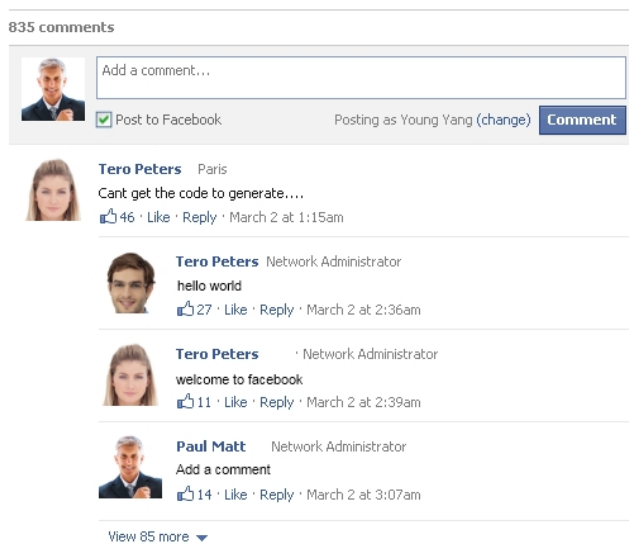 835 comments
Add a comment...
Post to Facebook Posting as Young Yang (change) Comment
Tero Peters Paris
Cant get the code to generate....
46 · Like · Reply · March 2 at 1:15am
Tero Peters Network Administrator
hello world
27 · Like · Reply · March 2 at 2:36am
Tero Peters · Network Administrator
welcome to facebook
11 · Like · Reply · March 2 at 2:39am
Paul Matt Network Administrator
Add a comment
14 · Like · Reply · March 2 at 3:07am
View 85 more